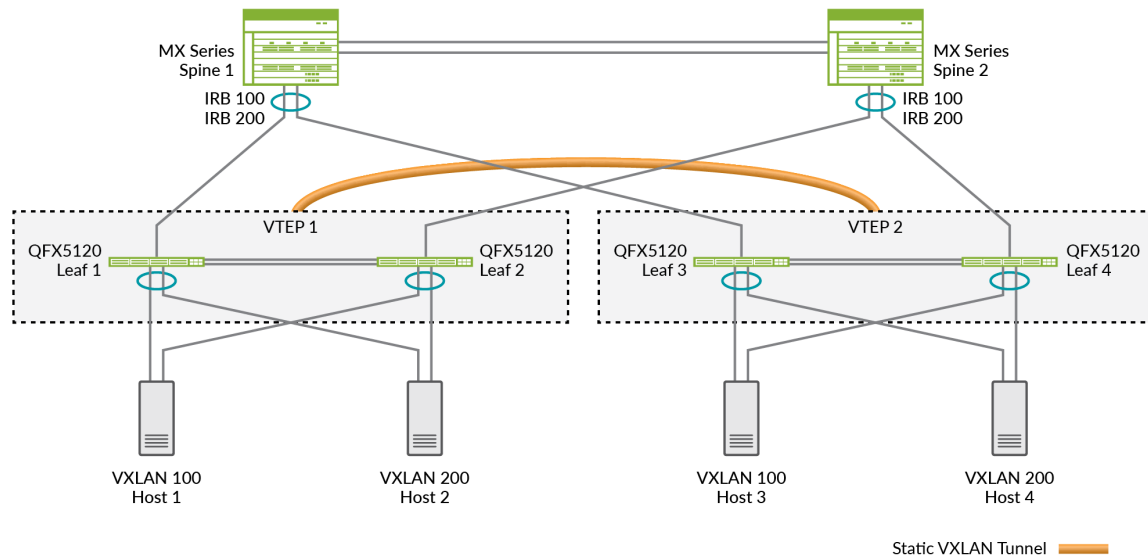 MX Series
Spine 1
MX Series
Spine 2
IRB 100
IRB 200
IRB 100
IRB 200
VTEP 1
VTEP 2
QFX5120
Leaf 1
QFX5120
Leaf 2
QFX5120
Leaf 3
QFX5120
Leaf 4
VXLAN 100
Host 1
VXLAN 200
Host 2
VXLAN 100
Host 3
VXLAN 200
Host 4
Static VXLAN Tunnel